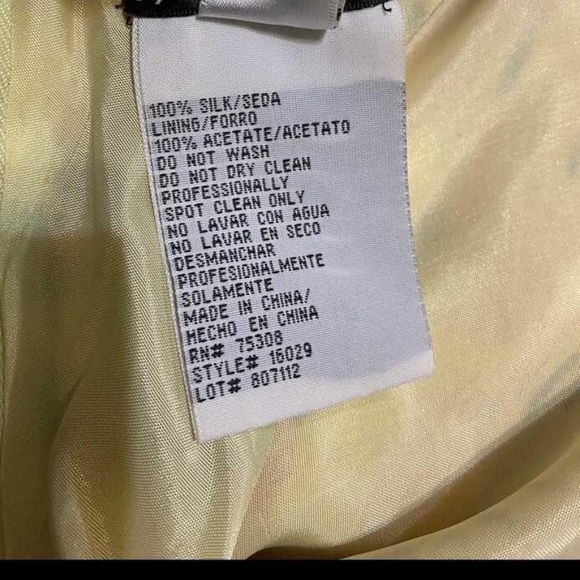 100% SILK/SEDA
LINING/FORRO
100% ACETATE/ACETATO
DO NOT WASH
DO NOT DRY CLEAN
PROFESSIONALLY
SPOT CLEAN ONLY
NO LAVAR CON AGUA
NO LAVAR EN SECO
DESMANCHAR
PROFESIONALMENTE
SOLAMENTE
MADE IN CHINA/
HECHO EN CHINA
RN# 75308
STYLE# 16029
LOT# 807112